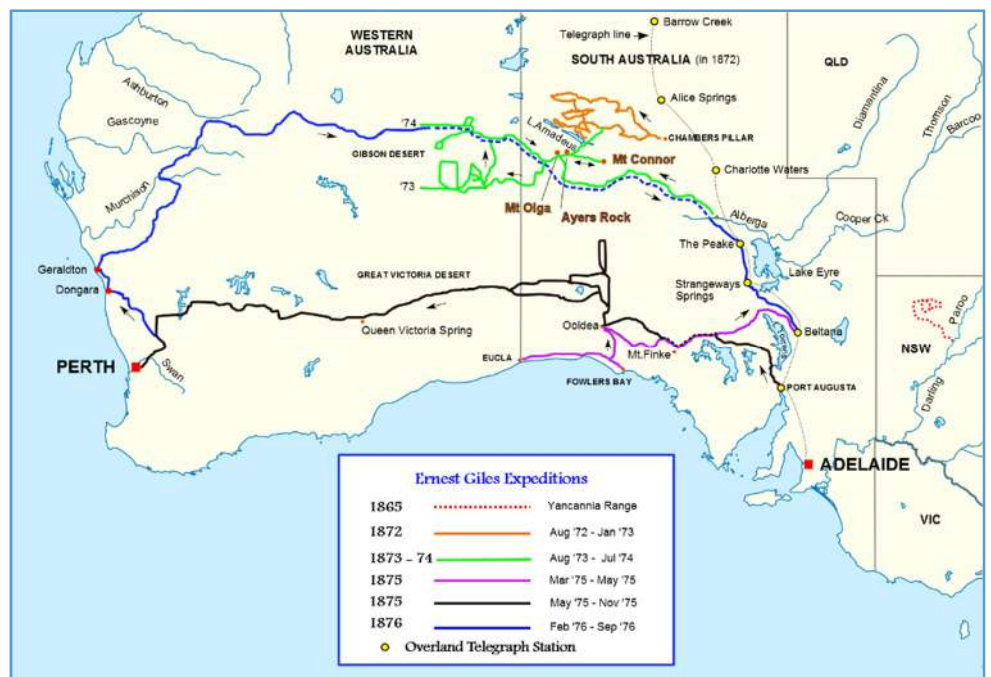 Barrow Creek
Telegraph line
WESTERN
AUSTRALIA
SOUTH AUSTRALIA (in 1872)
QLD
Ashburton
Gascoyne
Murchison
Alice Springs
Diamantina
Thomson
Barcoo
L.Amadeus
CHAMBERS PILLAR
'74
GIBSON DESERT
'73
Mt Connor
Charlotte Waters
Mt Olga
Ayers Rock
Alberga
Cooper Ck
The Peake
Geraldton
Dongara
GREAT VICTORIA DESERT
Lake Eyre
Strangeways
Springs
Queen Victoria Spring
Ooldea
Beltana
Torrens
Paroo
NSW
Mt.Finke
EUCLA
FOWLERS BAY
PERTH
Swan
PORT AUGUSTA
Darling
ADELAIDE
VIC
Ernest Giles Expeditions
1865 Yancannia Range
1872 Aug '72 - Jan '73
1873 - 74 Aug '73 - Jul '74
1875 Mar '75 - May '75
1875 May '75 - Nov '75
1876 Feb '76 - Sep '76
Overland Telegraph Station